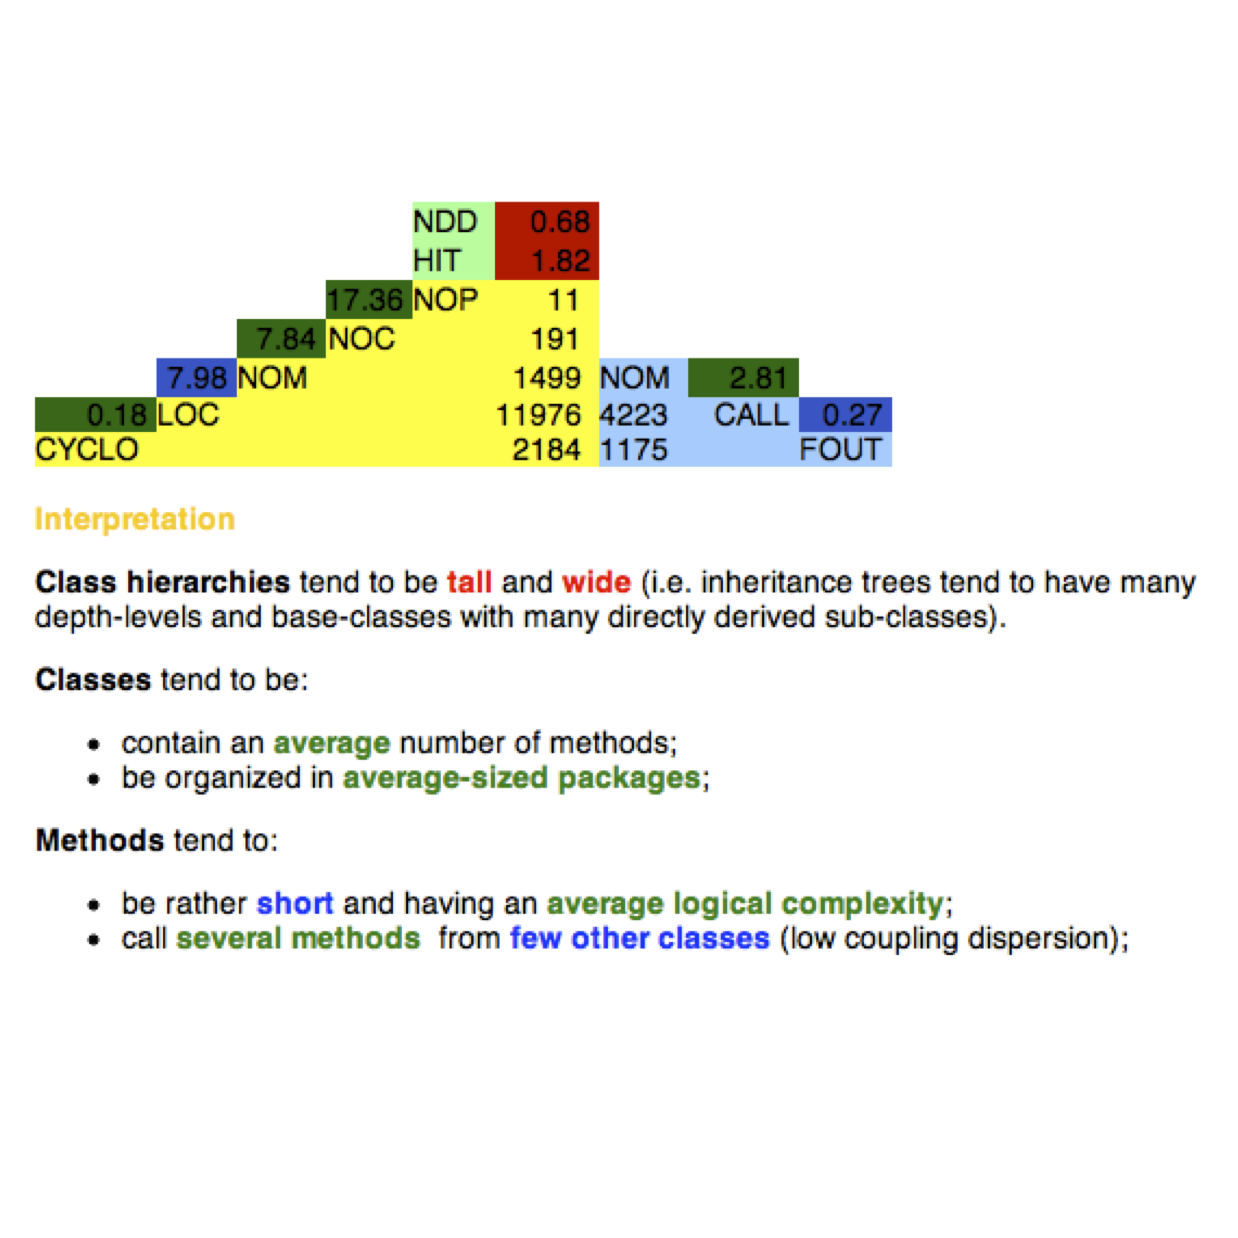 NDD 0.68
HIT 1.82
17.36 NOP 11
7.84 NOC 191
7.98 NOM 1499 NOM 2.81
0.18 LOC 11976 4223 CALL 0.27
CYCLO 2184 1175 FOUT
Interpretation
Class hierarchies tend to be tall and wide (i.e. inheritance trees tend to have many
depth-levels and base-classes with many directly derived sub-classes).
Classes tend to be:
• contain an average number of methods;
• be organized in average-sized packages;
Methods tend to:
• be rather short and having an average logical complexity;
• call several methods from few other classes (low coupling dispersion);